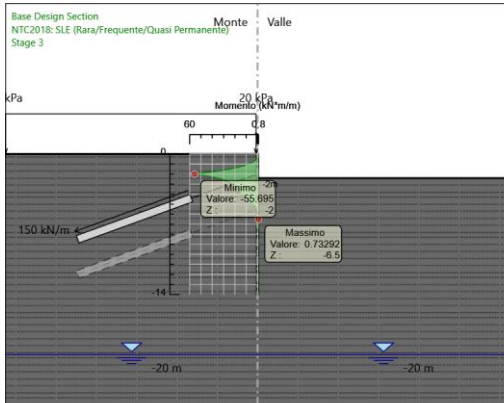 Base Design Section
NTC2018: SLE (Rara/Frequente/Quasi Permanente)
Stage 3
Monte Valle
kPa
20 kPa
Momento (kN*m/m)
60 0.8
0
-2m
Minimo
Valore: -55.695
Z : -2
150 kN/m
Massimo
Valore: 0.73292
Z : -6.5
-14
-20 m
-20 m